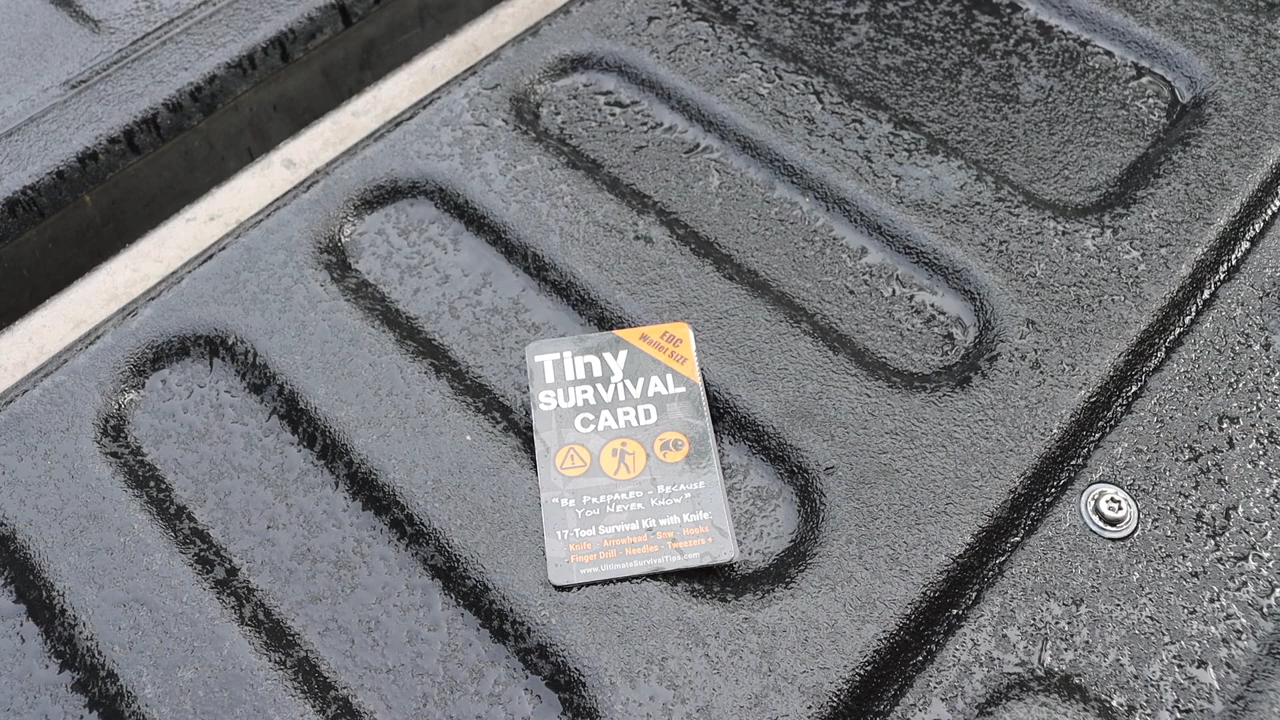 EDC
Wallet SIZE
Tiny
SURVIVAL
CARD
"BE PREPARED - BECAUSE
YOU NEVER KNOW"
17-Tool Survival Kit with Knife:
Knife - Arrowhead - Saw - Hooks
Finger Drill - Needles - Tweezers +
www.UltimateSurvivalTips.com